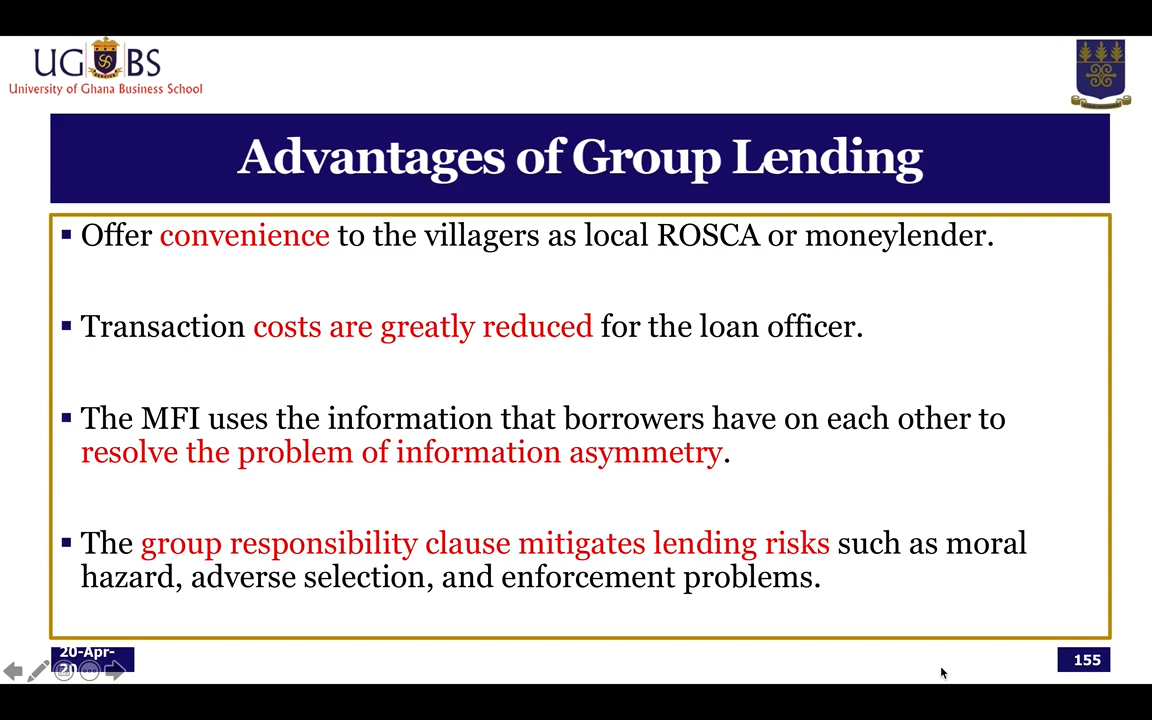 UG BS
University of Ghana Business School
Advantages of Group Lending
▪ Offer convenience to the villagers as local ROSCA or moneylender.
▪ Transaction costs are greatly reduced for the loan officer.
▪ The MFI uses the information that borrowers have on each other to
resolve the problem of information asymmetry.
▪ The group responsibility clause mitigates lending risks such as moral
hazard, adverse selection, and enforcement problems.
20-Apr-
20
155